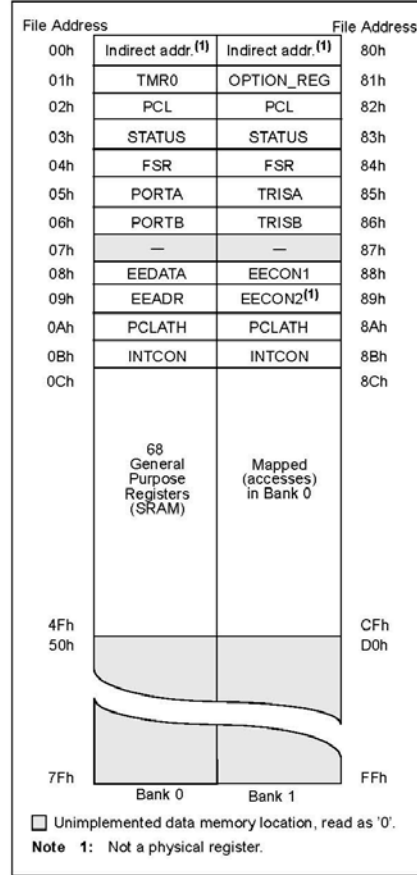 File Address File Address
00h Indirect addr.(1) Indirect addr.(1) 80h
01h TMR0 OPTION_REG 81h
02h PCL PCL 82h
03h STATUS STATUS 83h
04h FSR FSR 84h
05h PORTA TRISA 85h
06h PORTB TRISB 86h
07h — — 87h
08h EEDATA EECON1 88h
09h EEADR EECON2(1) 89h
0Ah PCLATH PCLATH 8Ah
0Bh INTCON INTCON 8Bh
0Ch 8Ch
68
General
Purpose
Registers
(SRAM)
Mapped
(accesses)
in Bank 0
4Fh CFh
50h D0h
7Fh FFh
Bank 0 Bank 1
Unimplemented data memory location, read as '0'.
Note 1: Not a physical register.